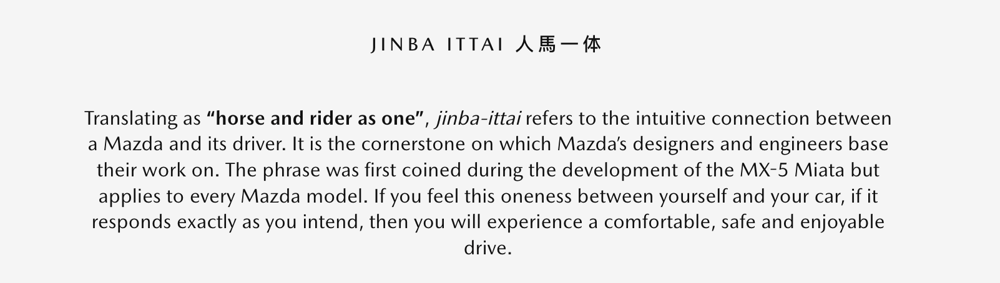 JINBA ITTAI 人馬一体
Translating as “horse and rider as one”, jinba-ittai refers to the intuitive connection between
a Mazda and its driver. It is the cornerstone on which Mazda’s designers and engineers base
their work on. The phrase was first coined during the development of the MX-5 Miata but
applies to every Mazda model. If you feel this oneness between yourself and your car, if it
responds exactly as you intend, then you will experience a comfortable, safe and enjoyable
drive.